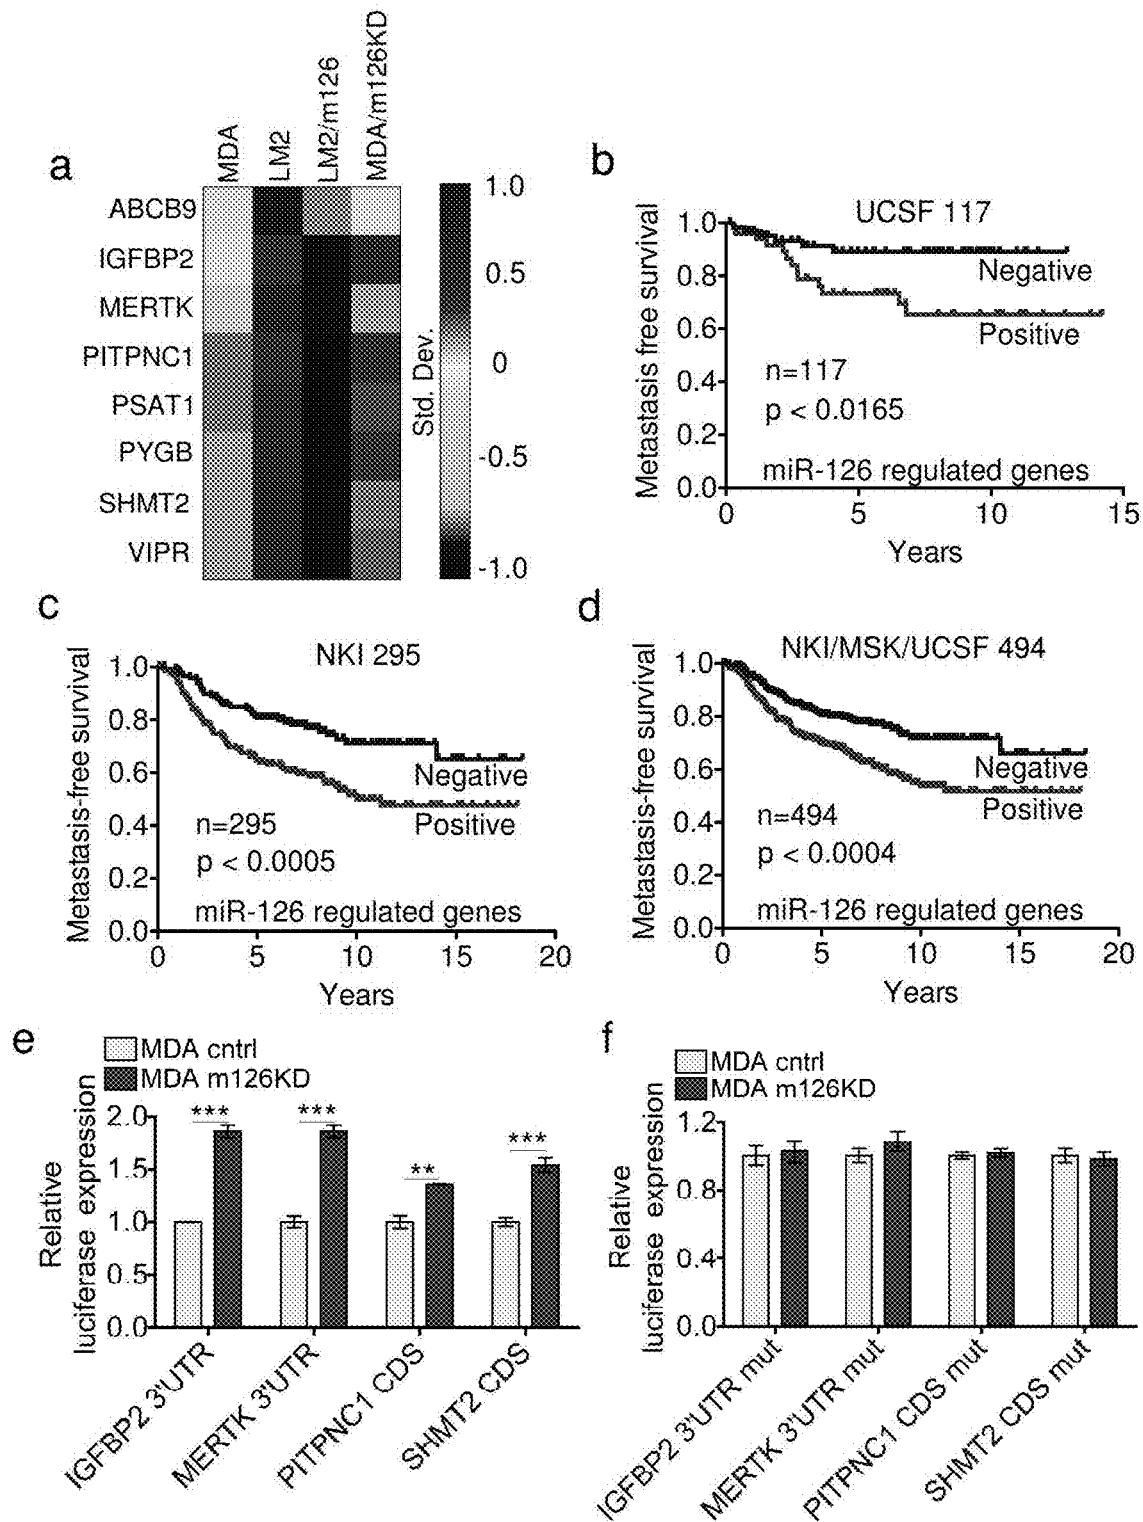 a
MDA
LM2
LM2/m126
MDA/m126KD
ABCB9
IGFBP2
MERTK
PITPNC1
PSAT1
PYGB
SHMT2
VIPR
Std. Dev.
1.0
0.5
0
-0.5
-1.0
b
UCSF 117
Metastasis free survival
1.0
0.8
0.6
0.4
0.2
0.0
Negative
Positive
n=117
p < 0.0165
miR-126 regulated genes
0 5 10 15
Years
c
NKI 295
Metastasis-free survival
1.0
0.8
0.6
0.4
0.2
0.0
Negative
Positive
n=295
p < 0.0005
miR-126 regulated genes
0 5 10 15 20
Years
d
NKI/MSK/UCSF 494
Metastasis-free survival
1.0
0.8
0.6
0.4
0.2
0.0
Negative
Positive
n=494
p < 0.0004
miR-126 regulated genes
0 5 10 15 20
Years
e
MDA cntrl
MDA m126KD
Relative
luciferase expression
2.0
1.5
1.0
0.5
0.0
*** *** ** ***
IGFBP2 3'UTR
MERTK 3'UTR
PITPNC1 CDS
SHMT2 CDS
f
MDA cntrl
MDA m126KD
Relative
luciferase expression
1.2
0.8
0.4
0.0
IGFBP2 3'UTR mut
MERTK 3'UTR mut
PITPNC1 CDS mut
SHMT2 CDS mut